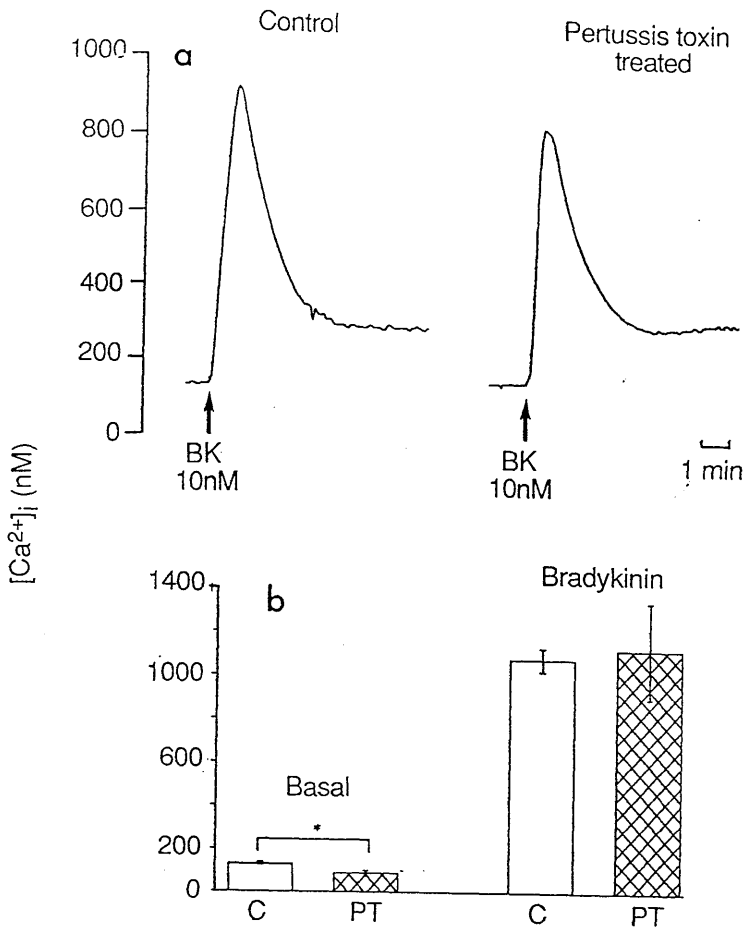 a
Control
Pertussis toxin
treated
1000
800
600
400
200
0
BK
10nM
BK
10nM
1 min
[Ca²⁺]ᵢ (nM)
b
Bradykinin
1400
1000
600
200
0
Basal
*
C
PT
C
PT